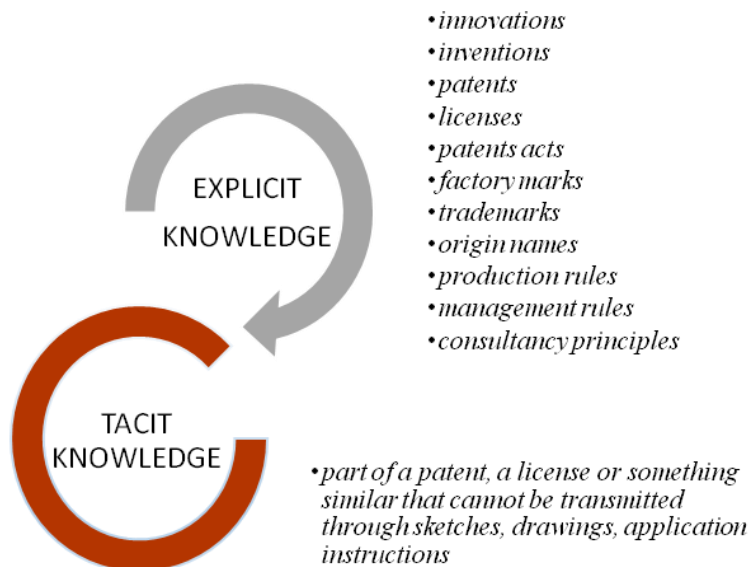 •innovations
•inventions
•patents
•licenses
•patents acts
•factory marks
•trademarks
•origin names
•production rules
•management rules
•consultancy principles
EXPLICIT
KNOWLEDGE
TACIT
KNOWLEDGE
•part of a patent, a license or something
similar that cannot be transmitted
through sketches, drawings, application
instructions